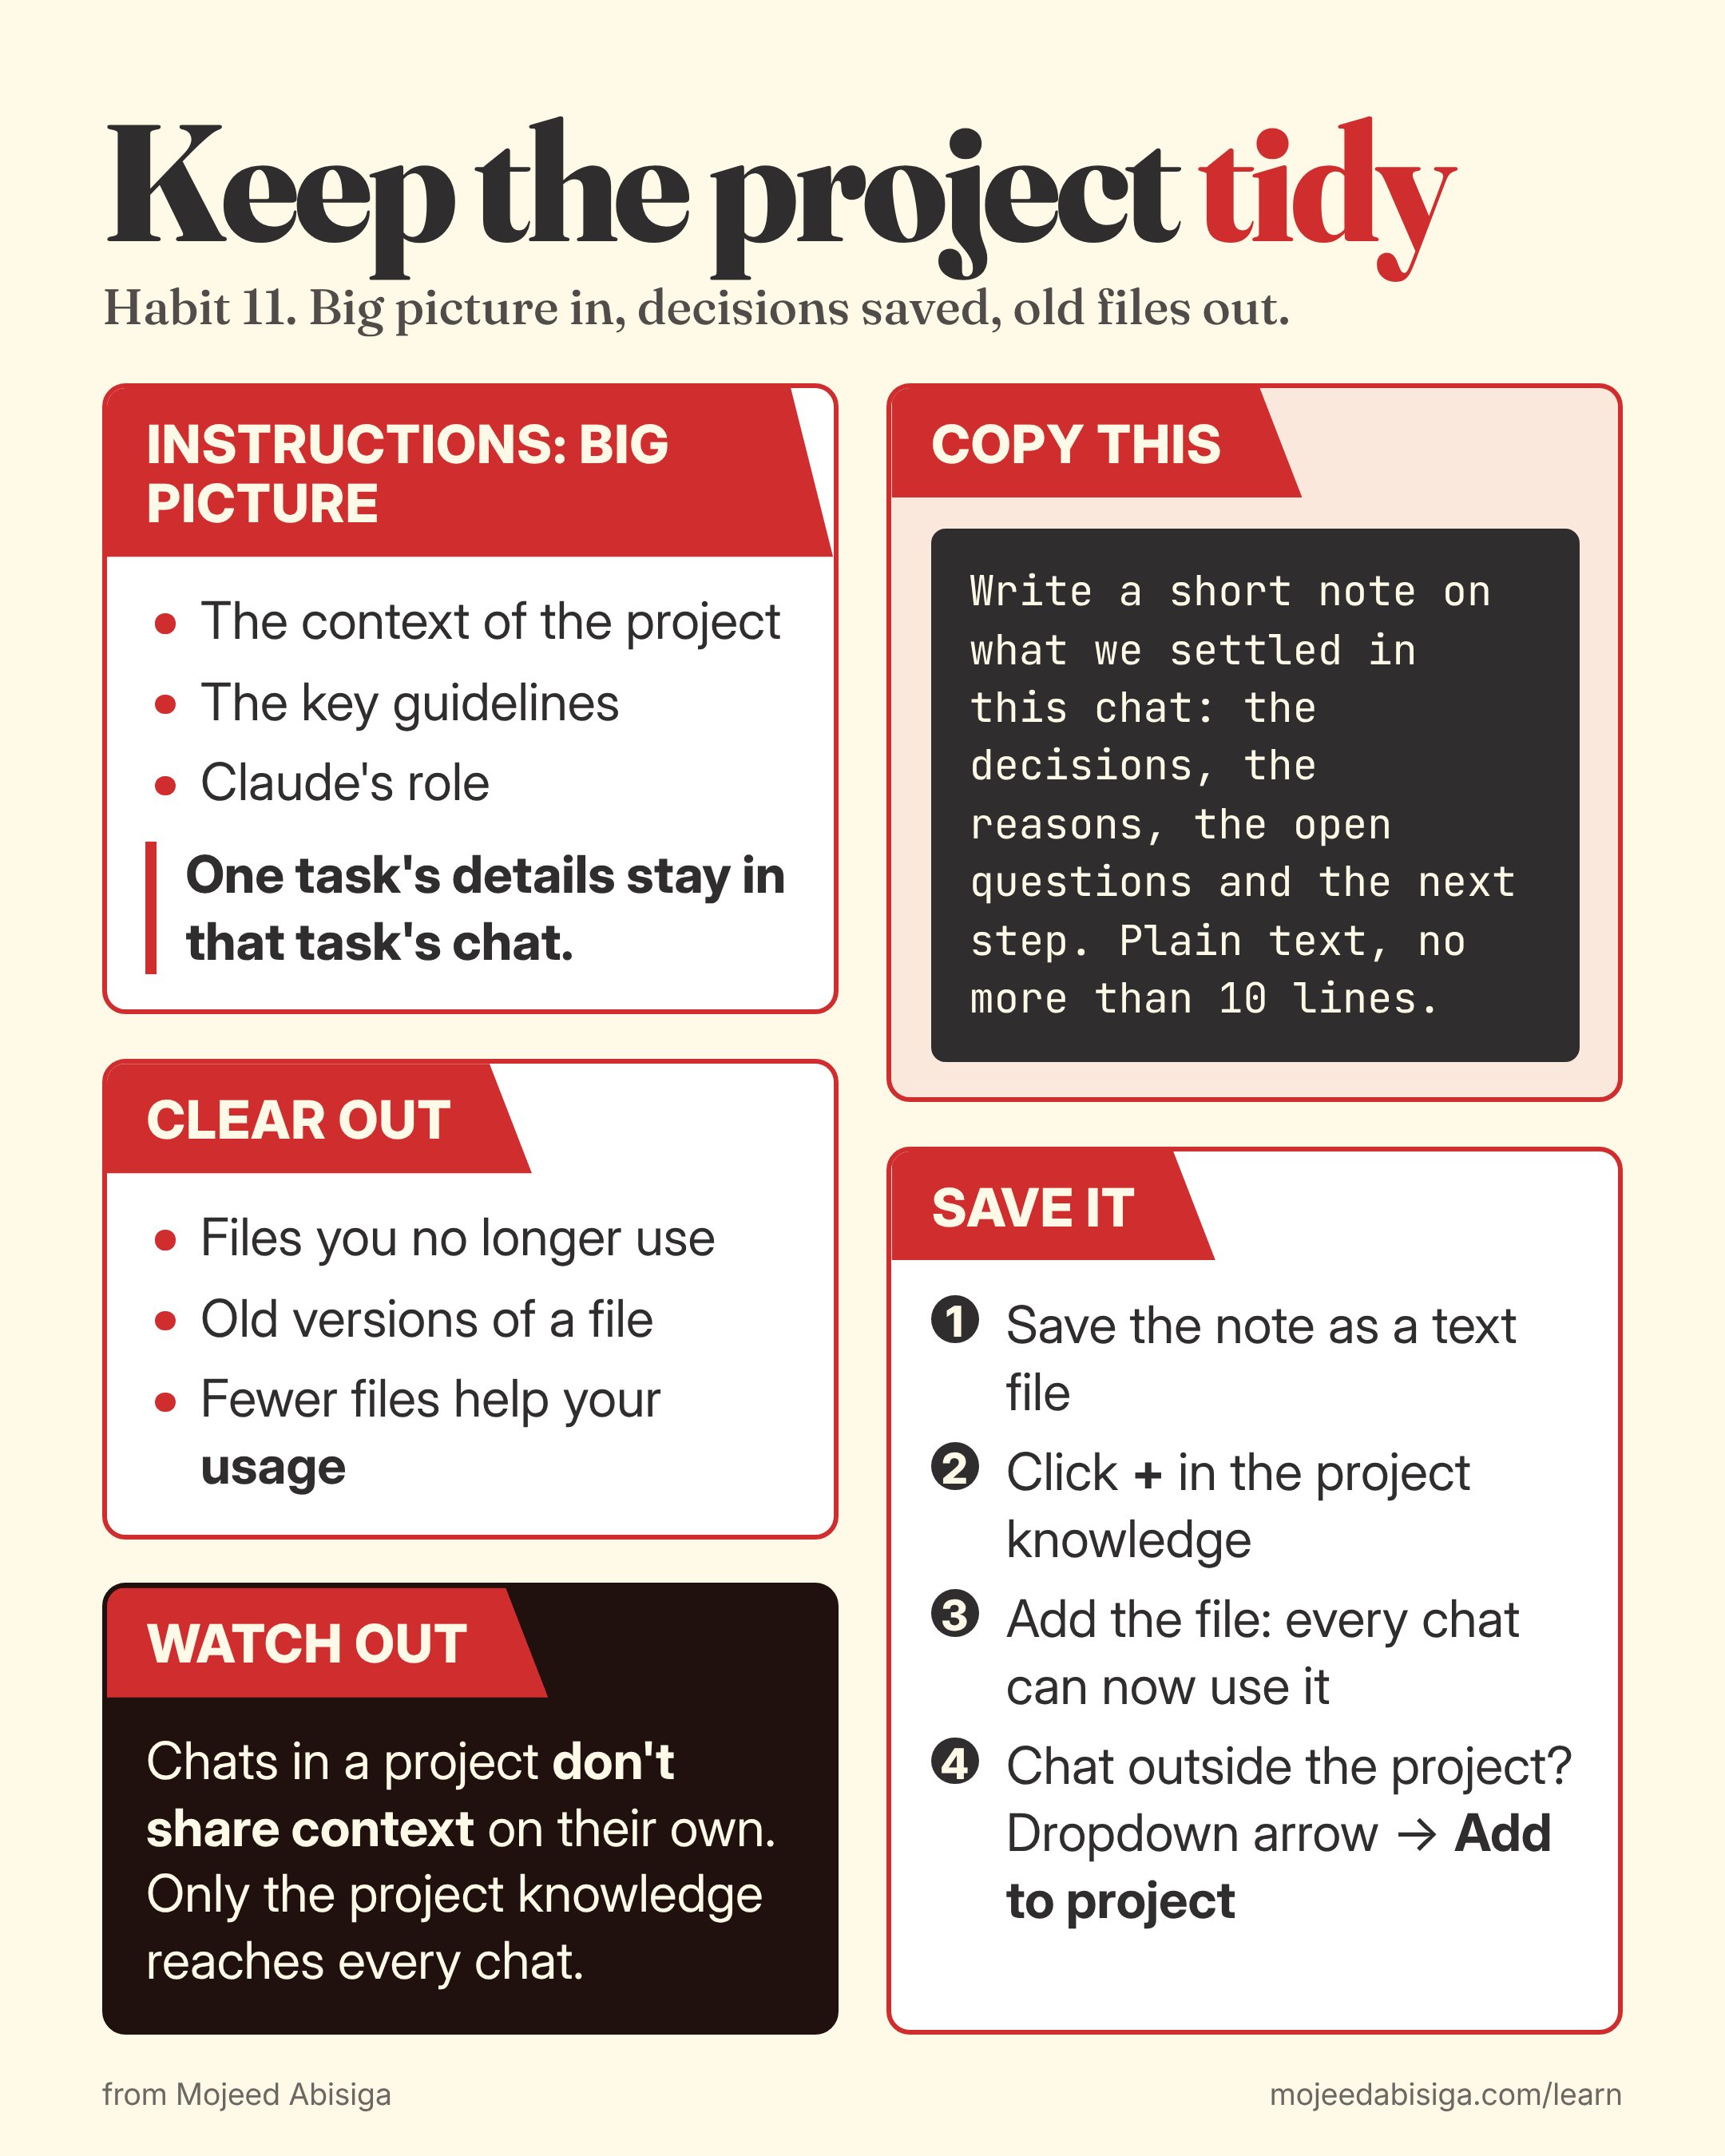 Keep the project tidy
Habit 11. Big picture in, decisions saved, old files out.
INSTRUCTIONS: BIG
PICTURE
The context of the project
The key guidelines
Claude's role
One task's details stay in
that task's chat.
CLEAR OUT
Files you no longer use
Old versions of a file
Fewer files help your
usage
WATCH OUT
Chats in a project don't
share context on their own.
Only the project knowledge
reaches every chat.
COPY THIS
Write a short note on
what we settled in
this chat: the
decisions, the
reasons, the open
questions and the next
step. Plain text, no
more than 10 lines.
SAVE IT
1 Save the note as a text
file
2 Click + in the project
knowledge
3 Add the file: every chat
can now use it
4 Chat outside the project?
Dropdown arrow → Add
to project
from Mojeed Abisiga
mojeedabisiga.com/learn